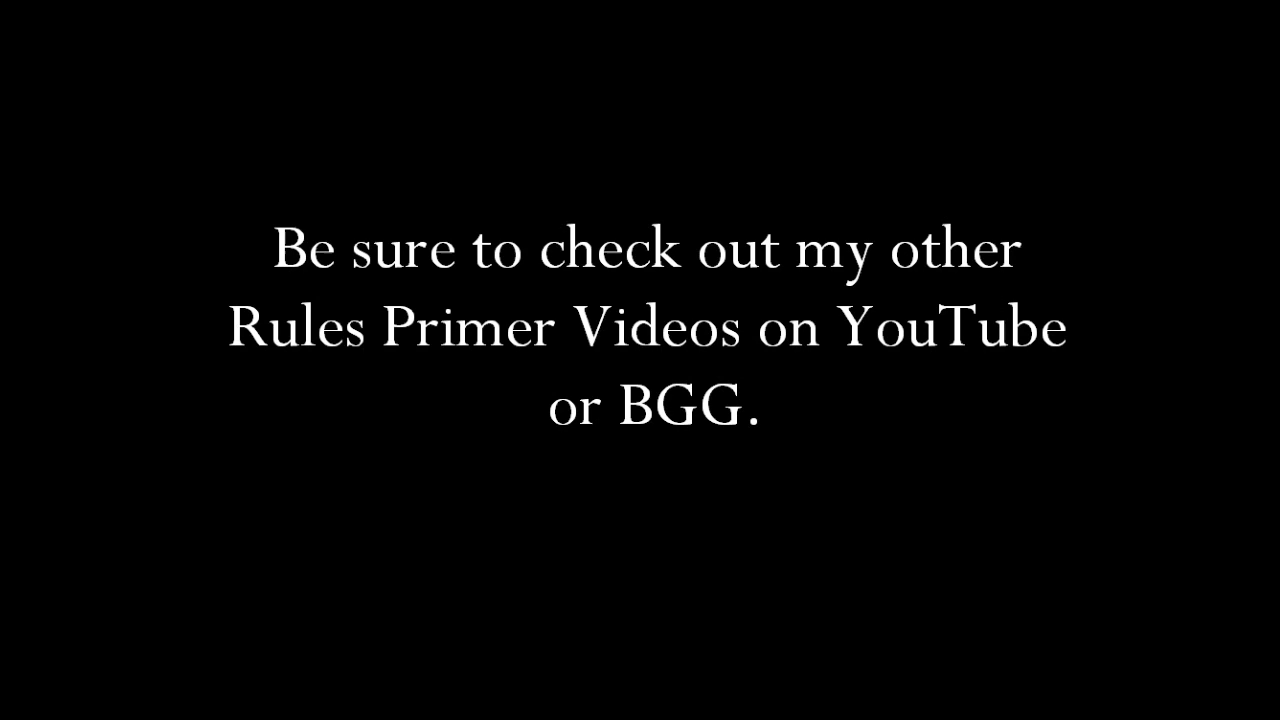 Be sure to check out my other
Rules Primer Videos on YouTube
or BGG.